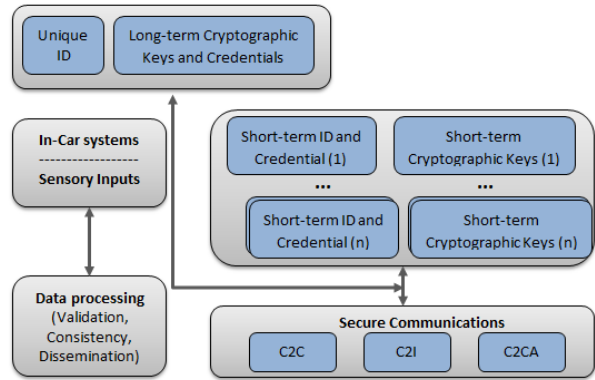 Unique
ID
Long-term Cryptographic
Keys and Credentials
In-Car systems
------------------
Sensory Inputs
Short-term ID and
Credential (1)
Short-term
Cryptographic Keys (1)
...
...
Short-term ID and
Credential (n)
Short-term
Cryptographic Keys (n)
Data processing
(Validation,
Consistency,
Dissemination)
Secure Communications
C2C
C2I
C2CA